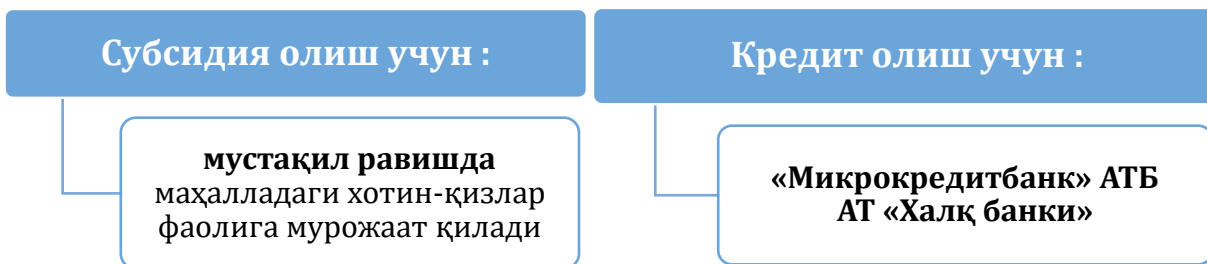 Субсидия олиш учун :
мустақил равишда
маҳалладаги хотин-қизлар
фаолига мурожаат қилади
Кредит олиш учун :
«Микрокредитбанк» АТБ
АТ «Халқ банки»